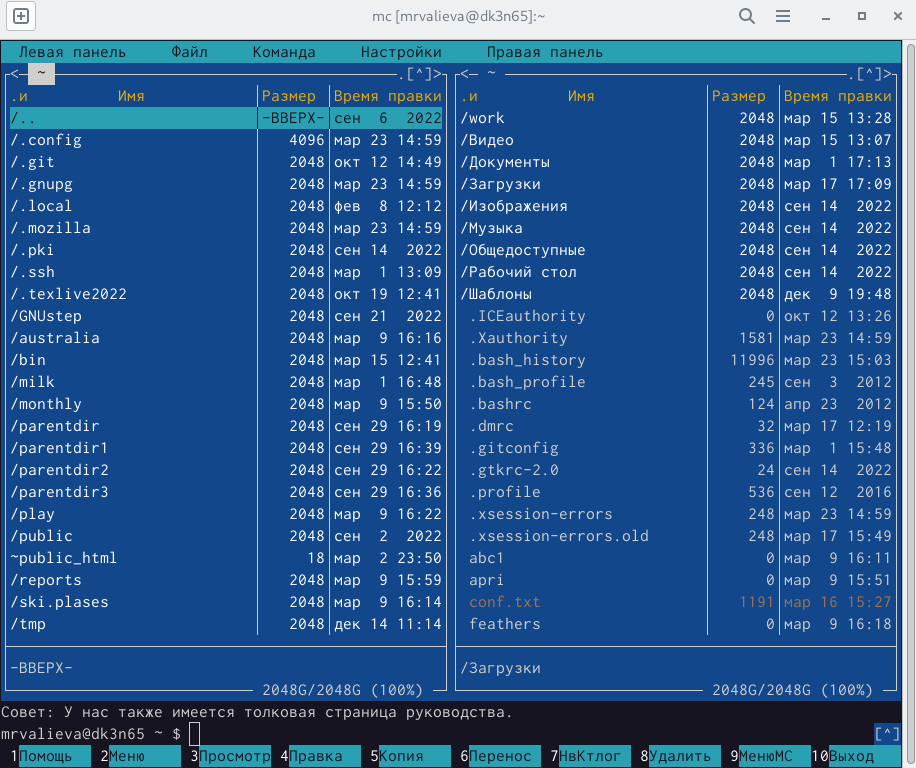 mc [mrvalieva@dk3n65]:~
Левая панель Файл Команда Настройки Правая панель
<— ~ .[^]> <— ~ .[^]>
.и Имя Размер Время правки .и Имя Размер Время правки
/.. -ВВЕРХ- сен 6 2022 /work 2048 мар 15 13:28
/.config 4096 мар 23 14:59 /Видео 2048 мар 15 13:07
/.git 2048 окт 12 14:49 /Документы 2048 мар 1 17:13
/.gnupg 2048 мар 23 14:59 /Загрузки 2048 мар 17 17:09
/.local 2048 фев 8 12:12 /Изображения 2048 сен 14 2022
/.mozilla 2048 мар 23 14:59 /Музыка 2048 сен 14 2022
/.pki 2048 сен 14 2022 /Общедоступные 2048 сен 14 2022
/.ssh 2048 мар 1 13:09 /Рабочий стол 2048 сен 14 2022
/.texlive2022 2048 окт 19 12:41 /Шаблоны 2048 дек 9 19:48
/GNUstep 2048 сен 21 2022 .ICEauthority 0 окт 12 13:26
/australia 2048 мар 9 16:16 .Xauthority 1581 мар 23 14:59
/bin 2048 мар 15 12:41 .bash_history 11996 мар 23 15:03
/milk 2048 мар 1 16:48 .bash_profile 245 сен 3 2012
/monthly 2048 мар 9 15:50 .bashrc 124 апр 23 2012
/parentdir 2048 сен 29 16:19 .dmrc 32 мар 17 12:19
/parentdir1 2048 сен 29 16:39 .gitconfig 336 мар 1 15:48
/parentdir2 2048 сен 29 16:22 .gtkrc-2.0 24 сен 14 2022
/parentdir3 2048 сен 29 16:36 .profile 536 сен 12 2016
/play 2048 мар 9 16:22 .xsession-errors 248 мар 23 14:59
/public 2048 сен 2 2022 .xsession-errors.old 248 мар 17 15:49
~public_html 18 мар 2 23:50 abc1 0 мар 9 16:11
/reports 2048 мар 9 15:59 apri 0 мар 9 15:51
/ski.plases 2048 мар 9 16:14 conf.txt 1191 мар 16 15:27
/tmp 2048 дек 14 11:14 feathers 0 мар 9 16:18
-ВВЕРХ- /Загрузки
2048G/2048G (100%) 2048G/2048G (100%)
Совет: У нас также имеется толковая страница руководства.
mrvalieva@dk3n65 ~ $ [^]
1Помощь 2Меню 3Просмотр 4Правка 5Копия 6Перенос 7НвКтлог 8Удалить 9МенюMC 10Выход